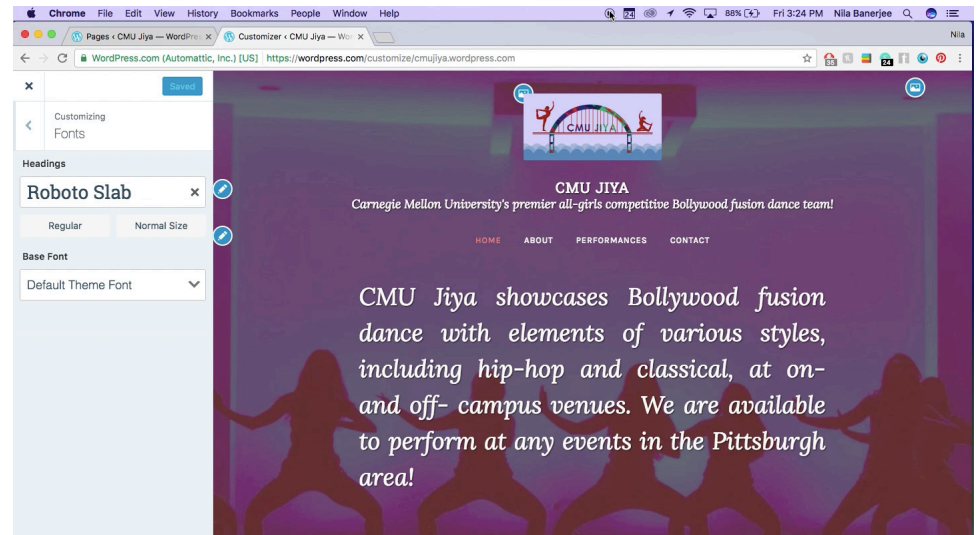 Chrome File Edit View History Bookmarks People Window Help 24 88% Fri 3:24 PM Nila Banerjee
Pages ‹ CMU Jiya — WordPres × Customizer ‹ CMU Jiya — Wor × Nila
WordPress.com (Automattic, Inc.) [US] https://wordpress.com/customize/cmujiya.wordpress.com 35 24
× Saved
Customizing
Fonts
Headings
Roboto Slab ×
Regular Normal Size
Base Font
Default Theme Font
CMU JIYA
CMU JIYA
Carnegie Mellon University's premier all-girls competitive Bollywood fusion dance team!
HOME ABOUT PERFORMANCES CONTACT
CMU Jiya showcases Bollywood fusion
dance with elements of various styles,
including hip-hop and classical, at on-
and off- campus venues. We are available
to perform at any events in the Pittsburgh
area!